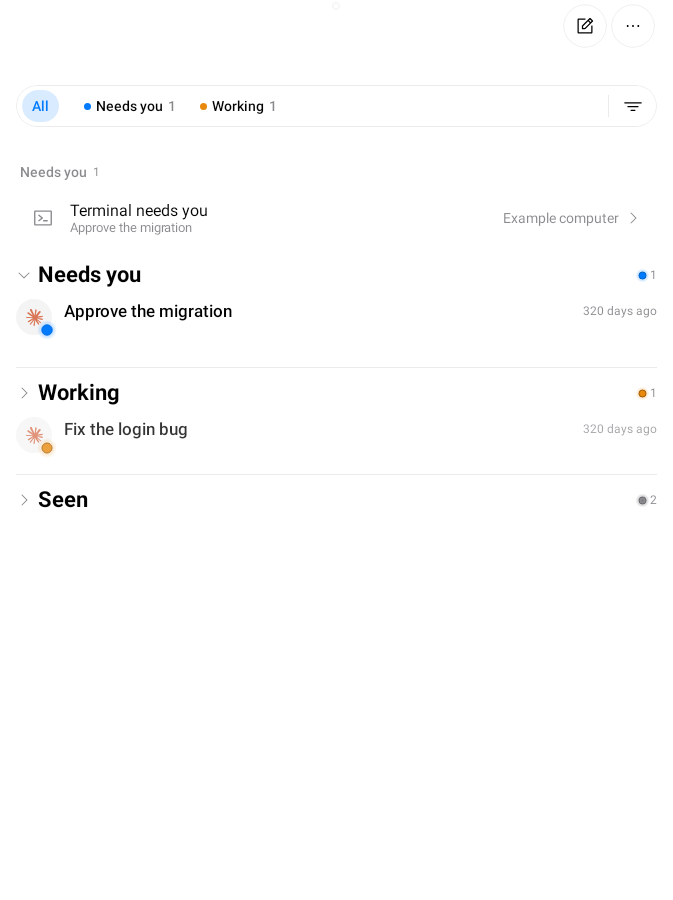 All
Needs you 1
Working 1
Needs you 1
Terminal needs you
Approve the migration
Example computer
Needs you
1
Approve the migration
320 days ago
Working
1
Fix the login bug
320 days ago
Seen
2